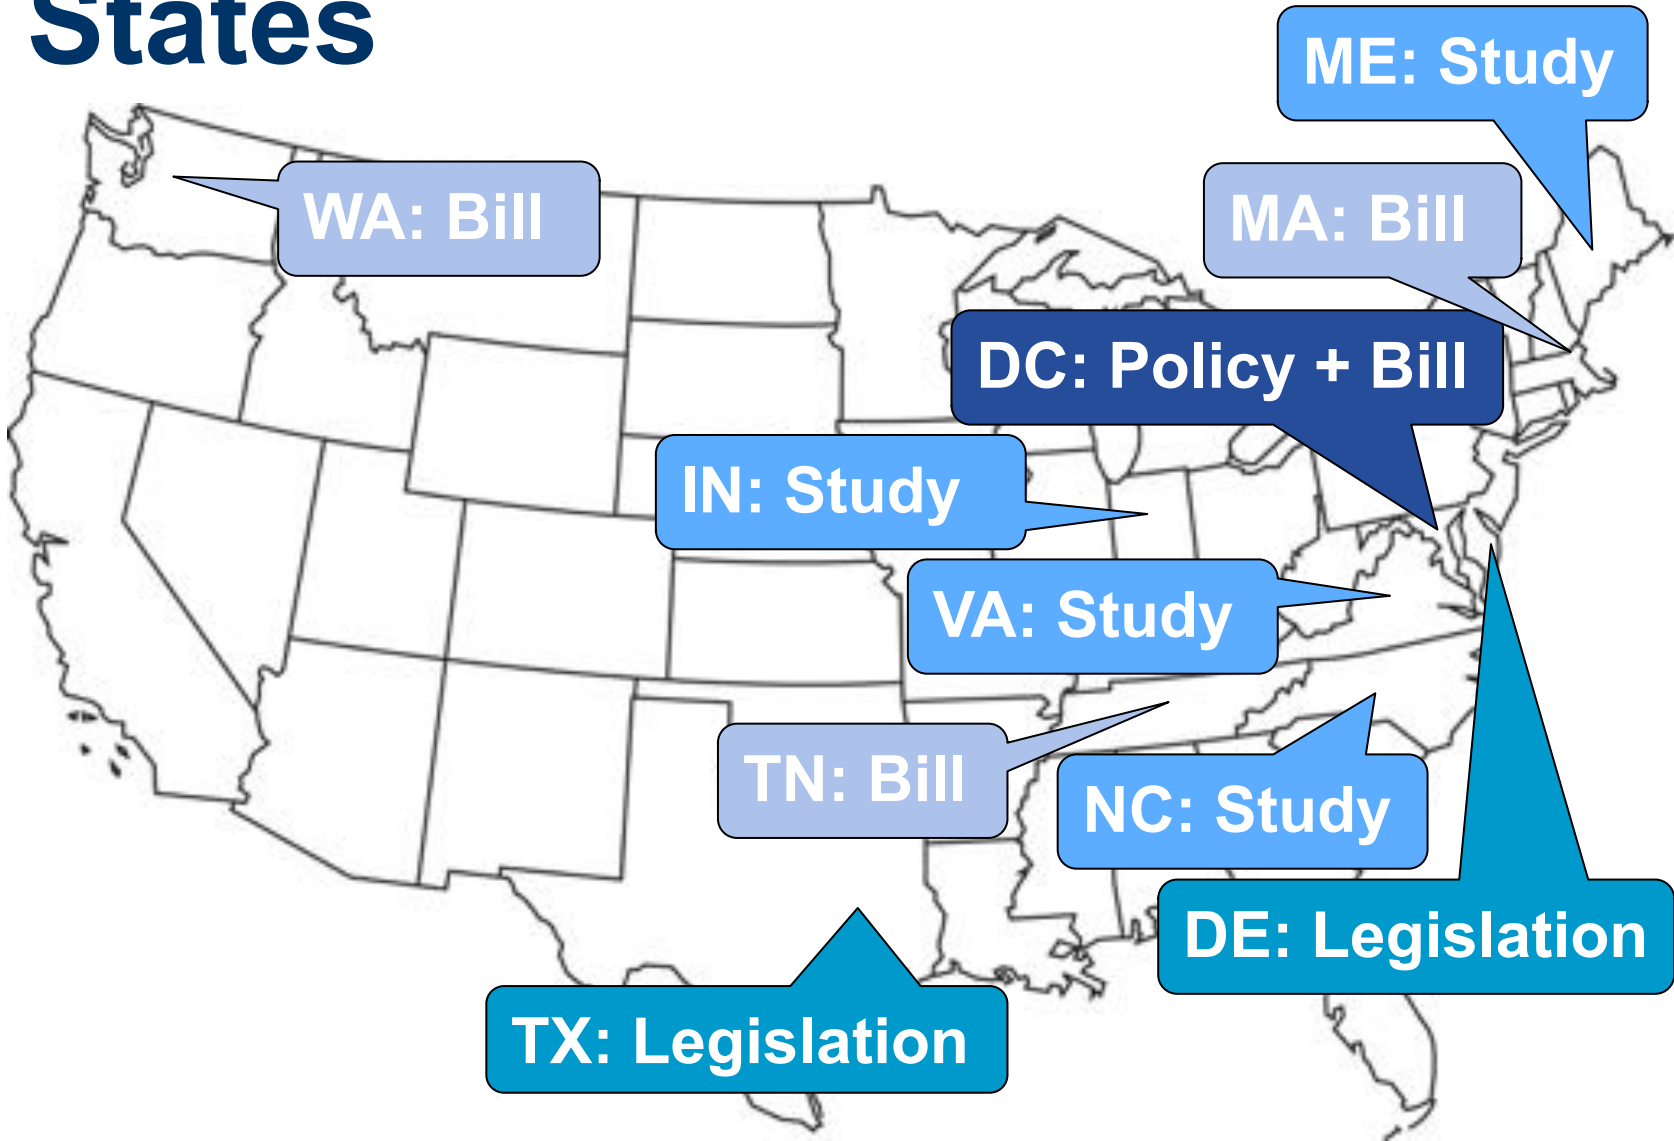 States
ME: Study
WA: Bill
MA: Bill
DC: Policy + Bill
IN: Study
VA: Study
TN: Bill
NC: Study
DE: Legislation
TX: Legislation